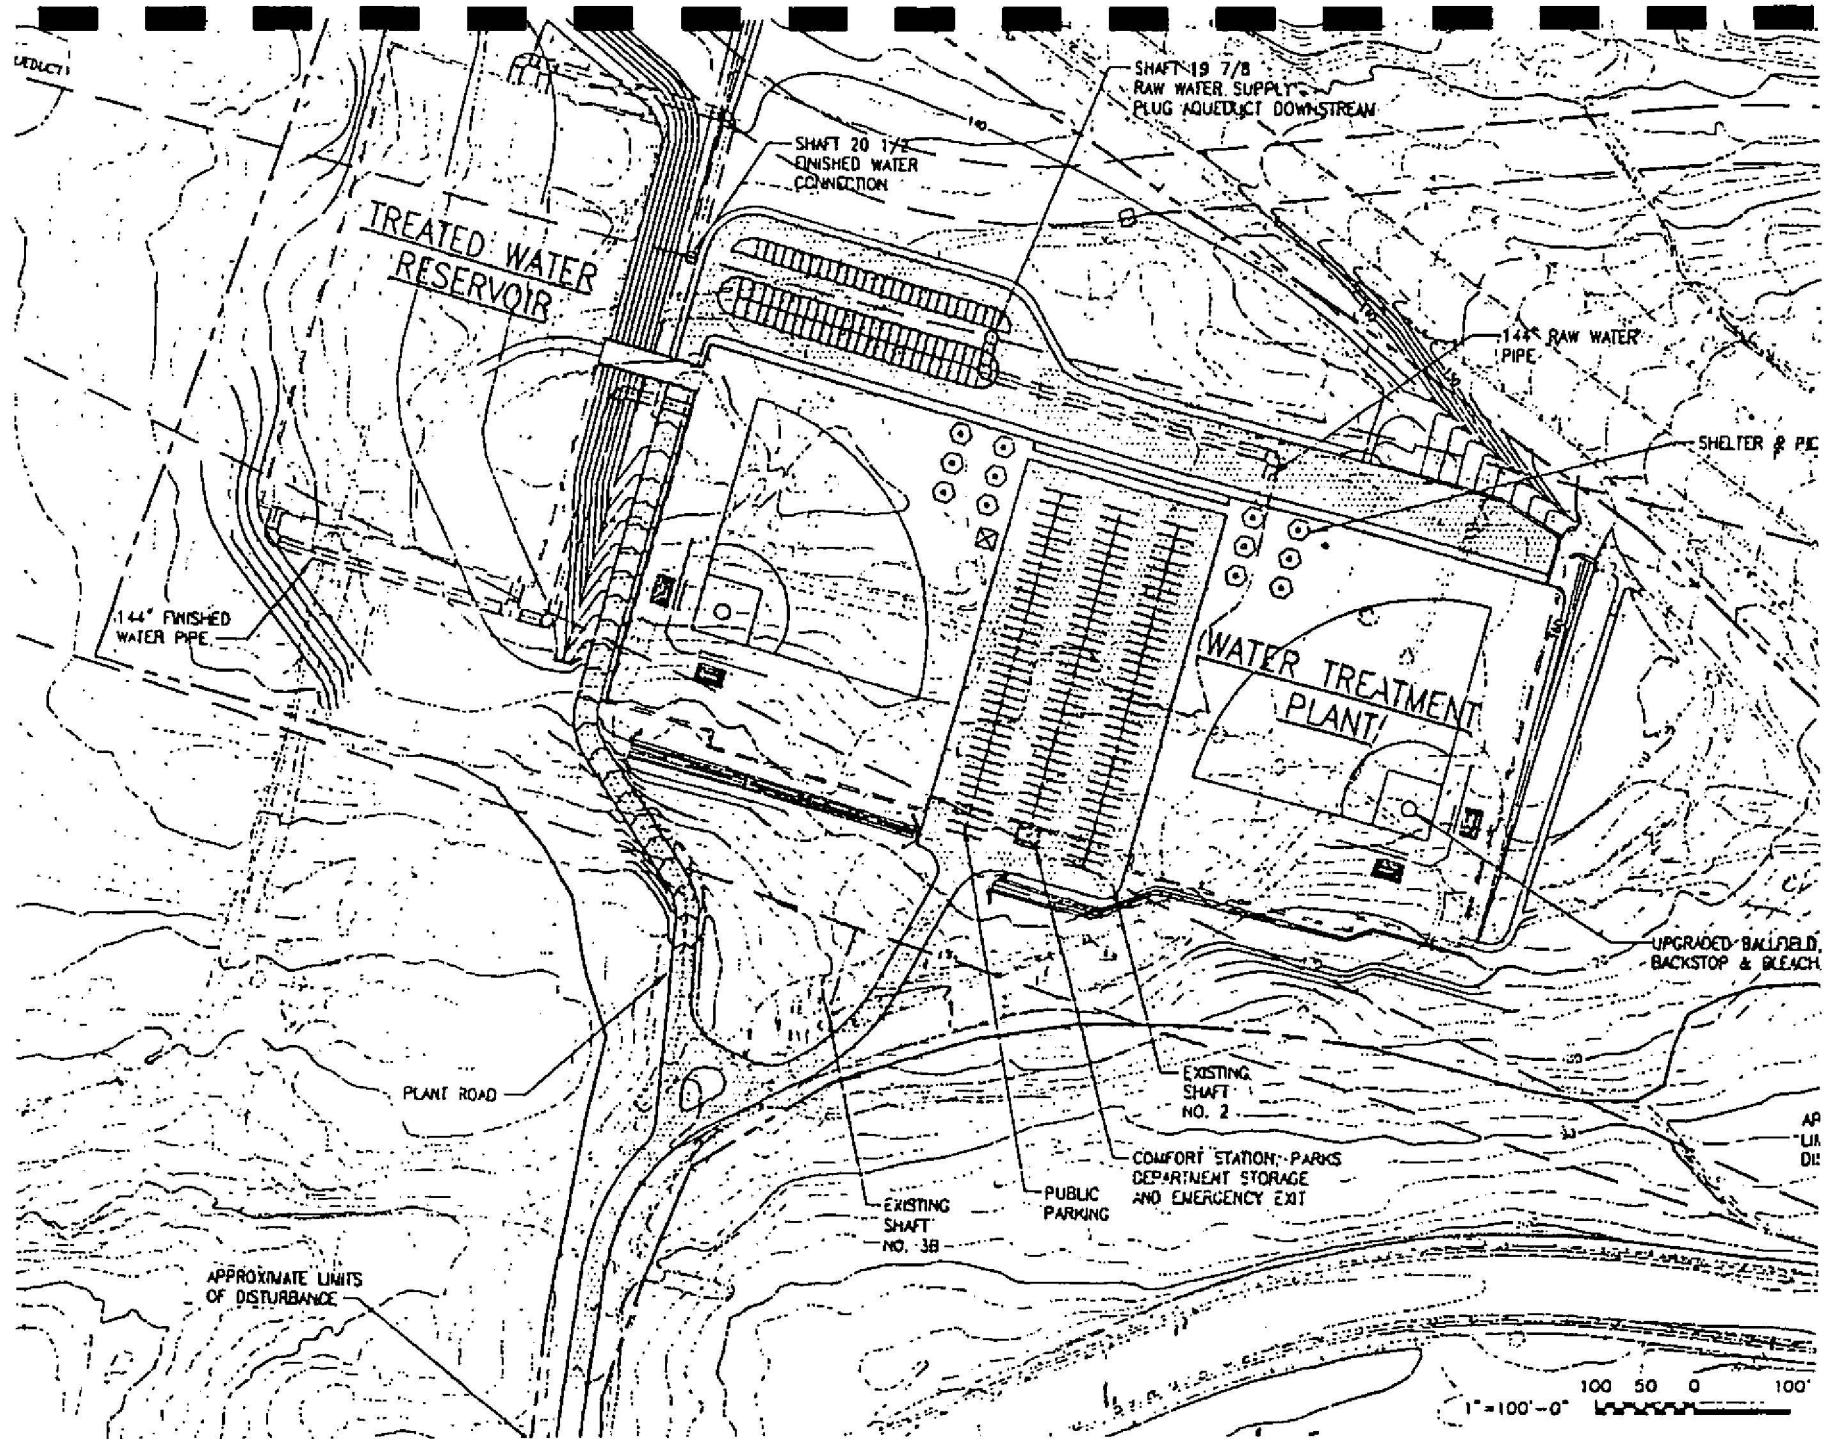 SHAFT 19 7/8
RAW WATER SUPPLY
PLUG AQUEDUCT DOWNSTREAM
SHAFT 20 1/2
FINISHED WATER
CONNECTION
140
TREATED WATER
RESERVOIR
144" RAW WATER
PIPE
SHELTER & PIC
144" FINISHED
WATER PIPE
WATER TREATMENT
PLANT
UPGRADED BALLFIELD,
BACKSTOP & BLEACH
PLANT ROAD
EXISTING
SHAFT
NO. 2
COMFORT STATION, PARKS
DEPARTMENT STORAGE
AND EMERGENCY EXIT
PUBLIC
PARKING
EXISTING
SHAFT
NO. 3B
APPROXIMATE LIMITS
OF DISTURBANCE
100 50 0 100'
1"=100'-0"